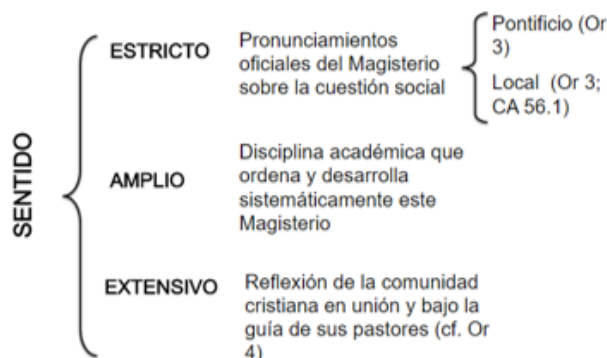 SENTIDO
ESTRICTO
Pronunciamientos
oficiales del Magisterio
sobre la cuestión social
Pontificio (Or
3)
Local (Or 3;
CA 56.1)
AMPLIO
Disciplina académica que
ordena y desarrolla
sistemáticamente este
Magisterio
EXTENSIVO
Reflexión de la comunidad
cristiana en unión y bajo la
guía de sus pastores (cf. Or
4)